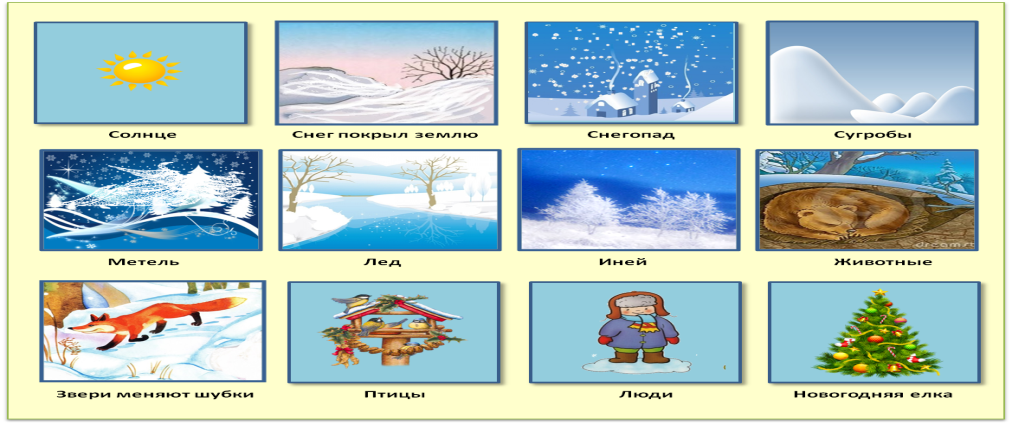 Солнце
Снег покрыл землю
Снегопад
Сугробы
Метель
Лед
Иней
Животные
Звери меняют шубки
Птицы
Люди
Новогодняя елка